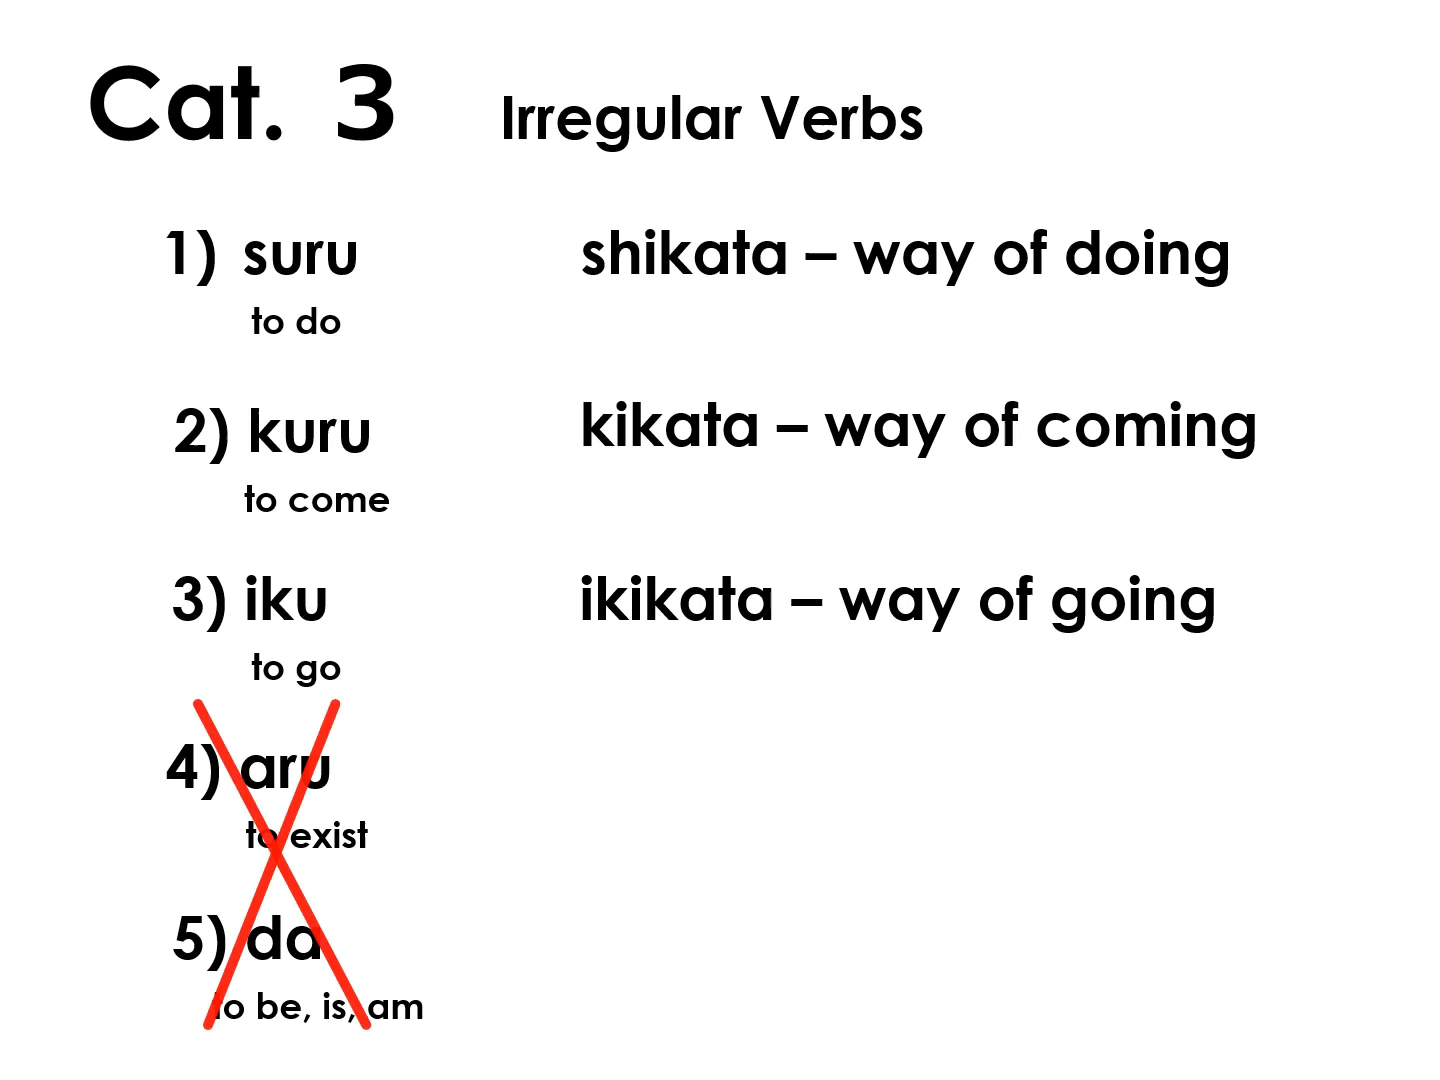 Cat. 3 Irregular Verbs
1) suru shikata – way of doing
to do
2) kuru kikata – way of coming
to come
3) iku ikikata – way of going
to go
4) aru
to exist
5) da
to be, is, am